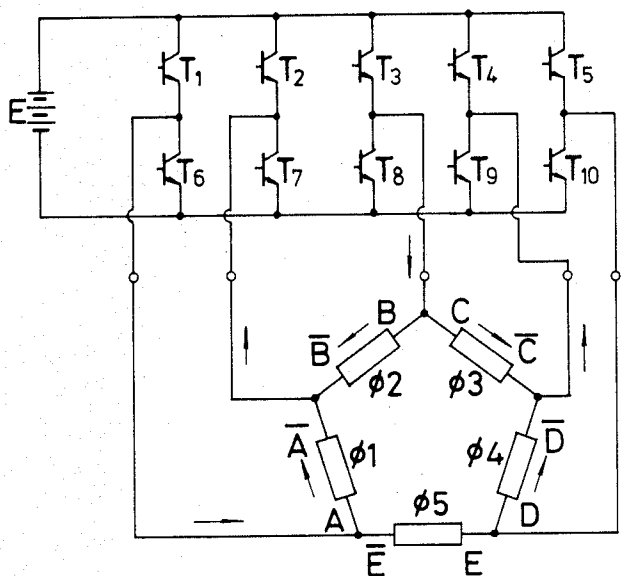 T1 T2 T3 T4 T5
E
T6 T7 T8 T9 T10
B C
B̅ C̅
ϕ2 ϕ3
A̅ ϕ1 ϕ4 D̅
A ϕ5 D
E̅ E